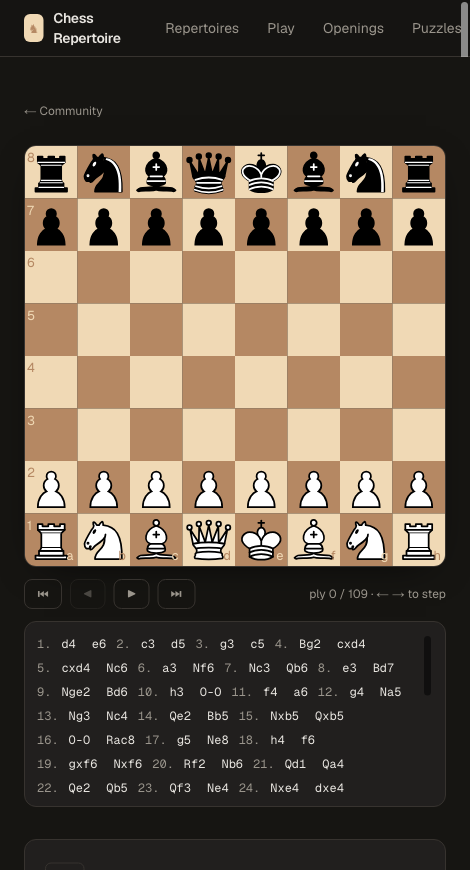 Chess
Repertoire
Repertoires Play Openings Puzzles
← Community
8
7
6
5
4
3
2
1
a b c d e f g h
ply 0 / 109 · ← → to step
1. d4 e6 2. c3 d5 3. g3 c5 4. Bg2 cxd4
5. cxd4 Nc6 6. a3 Nf6 7. Nc3 Qb6 8. e3 Bd7
9. Nge2 Bd6 10. h3 O-O 11. f4 a6 12. g4 Na5
13. Ng3 Nc4 14. Qe2 Bb5 15. Nxb5 Qxb5
16. O-O Rac8 17. g5 Ne8 18. h4 f6
19. gxf6 Nxf6 20. Rf2 Nb6 21. Qd1 Qa4
22. Qe2 Qb5 23. Qf3 Ne4 24. Nxe4 dxe4